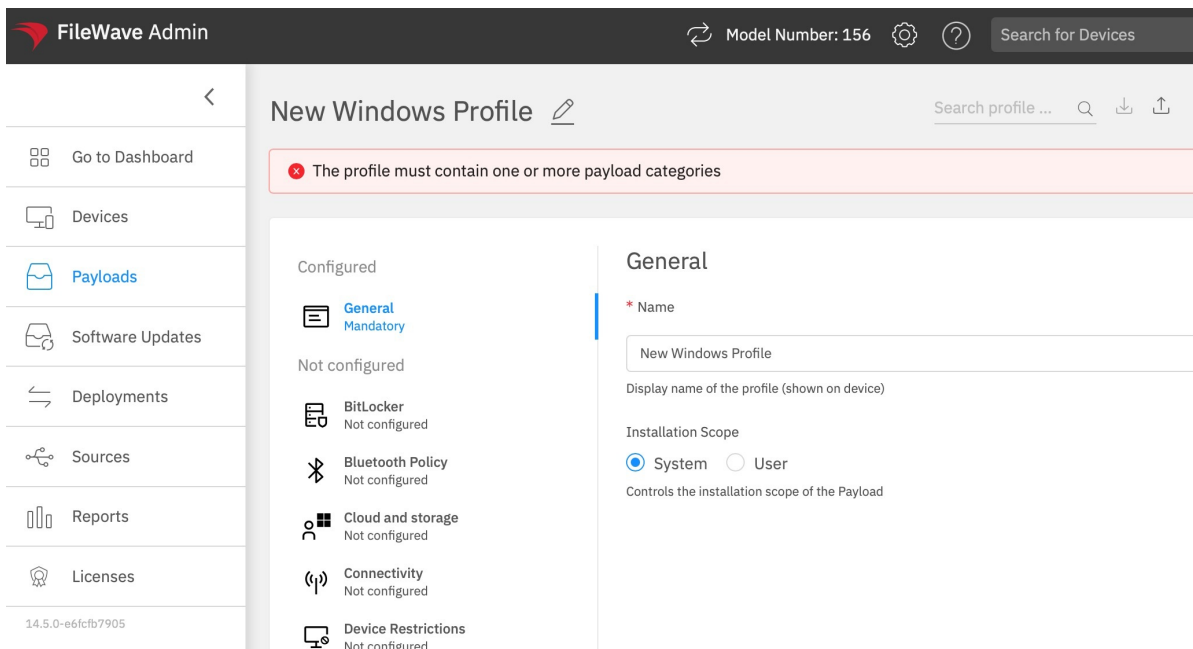 FileWave Admin
Model Number: 156
Search for Devices
Go to Dashboard
Devices
Payloads
Software Updates
Deployments
Sources
Reports
Licenses
14.5.0-e6fcfb7905
New Windows Profile
Search profile ...
The profile must contain one or more payload categories
Configured
General
Mandatory
Not configured
BitLocker
Not configured
Bluetooth Policy
Not configured
Cloud and storage
Not configured
Connectivity
Not configured
Device Restrictions
Not configured
General
* Name
New Windows Profile
Display name of the profile (shown on device)
Installation Scope
System User
Controls the installation scope of the Payload